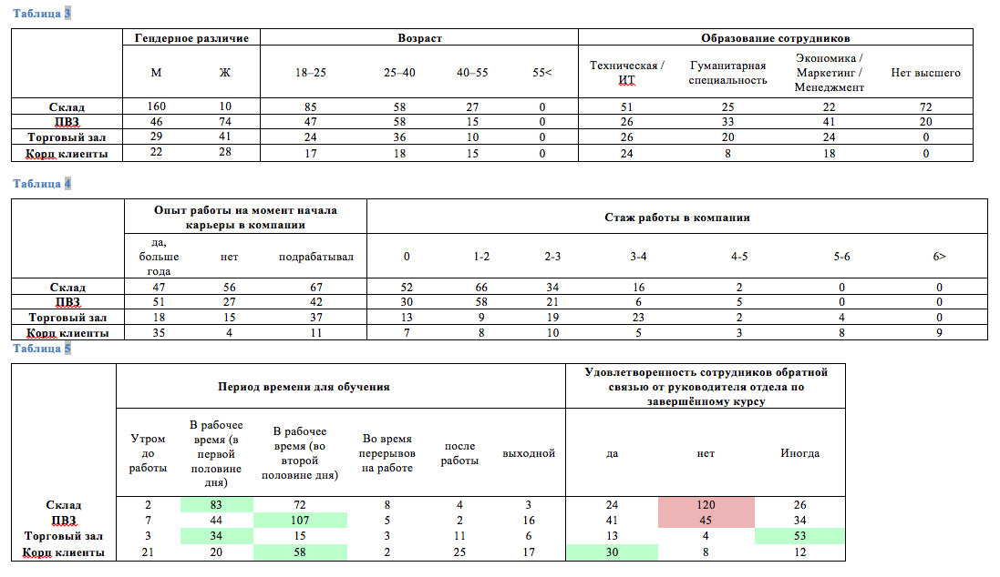 Таблица 3
Гендерное различие Возраст Образование сотрудников
М Ж 18–25 25–40 40–55 55< Техническая / ИТ Гуманитарная специальность Экономика / Маркетинг / Менеджмент Нет высшего
Склад 160 10 85 58 27 0 51 25 22 72
ПВЗ 46 74 47 58 15 0 26 33 41 20
Торговый зал 29 41 24 36 10 0 26 20 24 0
Корп клиенты 22 28 17 18 15 0 24 8 18 0
Таблица 4
Опыт работы на момент начала карьеры в компании Стаж работы в компании
да, больше года нет подрабатывал 0 1-2 2-3 3-4 4-5 5-6 6>
Склад 47 56 67 52 66 34 16 2 0 0
ПВЗ 51 27 42 30 58 21 6 5 0 0
Торговый зал 18 15 37 13 9 19 23 2 4 0
Корп клиенты 35 4 11 7 8 10 5 3 8 9
Таблица 5
Период времени для обучения Удовлетворенность сотрудников обратной связью от руководителя отдела по завершённому курсу
Утром до работы В рабочее время (в первой половине дня) В рабочее время (во второй половине дня) Во время перерывов на работе после работы выходной да нет Иногда
Склад 2 83 72 8 4 3 24 120 26
ПВЗ 7 44 107 5 2 16 41 45 34
Торговый зал 3 34 15 3 11 6 13 4 53
Корп клиенты 21 20 58 2 25 17 30 8 12